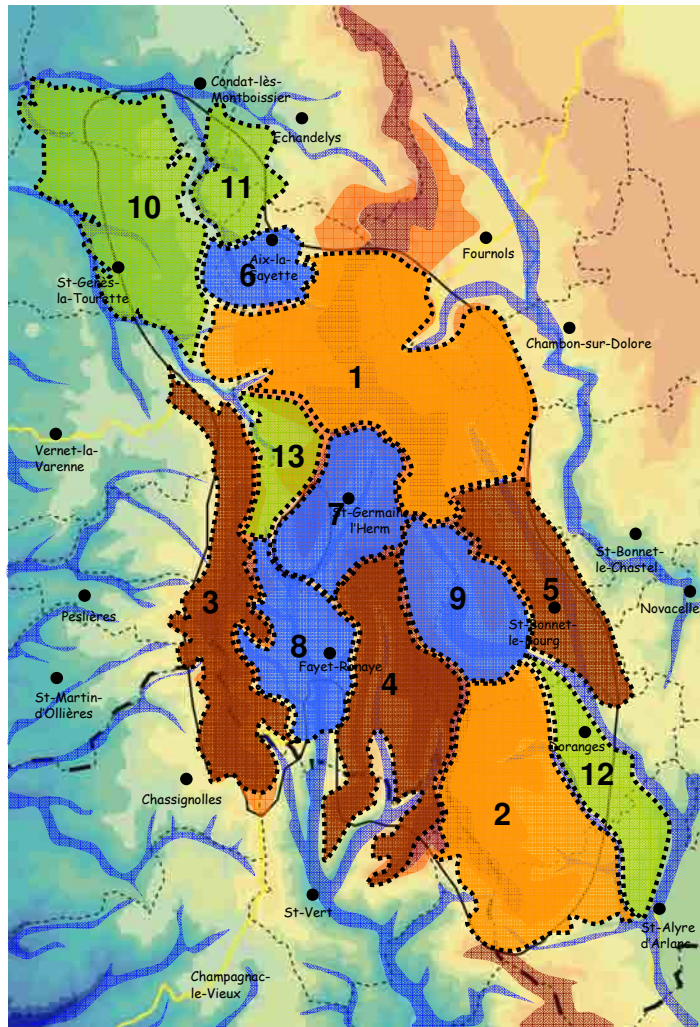 Condat-lès-
Montboissier
Echandelys
11
10
Aix-la-
Fayette
6
Fournols
St-Genès-
la-Tourette
Chambon-sur-Dolore
1
Vernet-la-
Varenne
13
7
St-Germain
l'Herm
St-Bonnet-
le-Chastel
Novacelle
Peslières
3
9
5
St-Bonnet-
le-Bourg
8
Fayet-Ronaye
4
St-Martin-
d'Ollières
Doranges
12
Chassignolles
2
St-Vert
St-Alyre
d'Arlanc
Champagnac-
le-Vieux